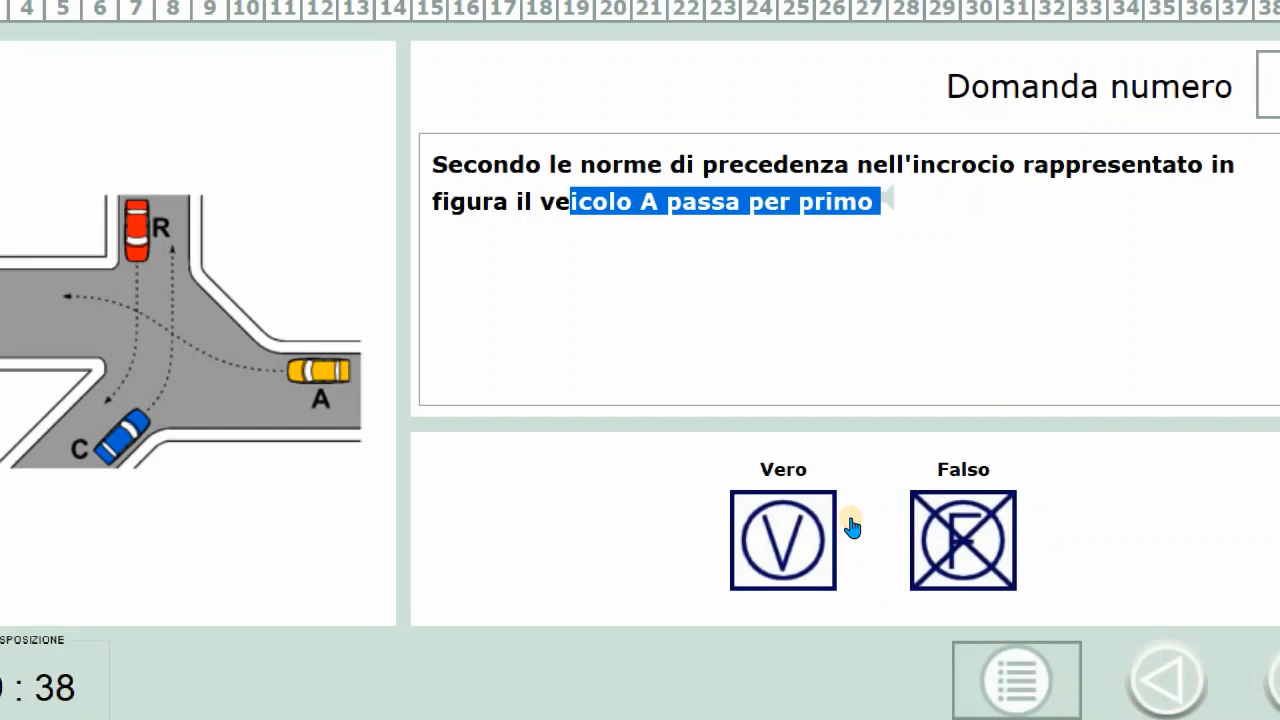 4 5 6 7 8 9 10 11 12 13 14 15 16 17 18 19 20 21 22 23 24 25 26 27 28 29 30 31 32 33 34 35 36 37 38
Domanda numero
Secondo le norme di precedenza nell'incrocio rappresentato in
figura il veicolo A passa per primo
R
A
C
Vero Falso
V F
SPOSIZIONE
: 38